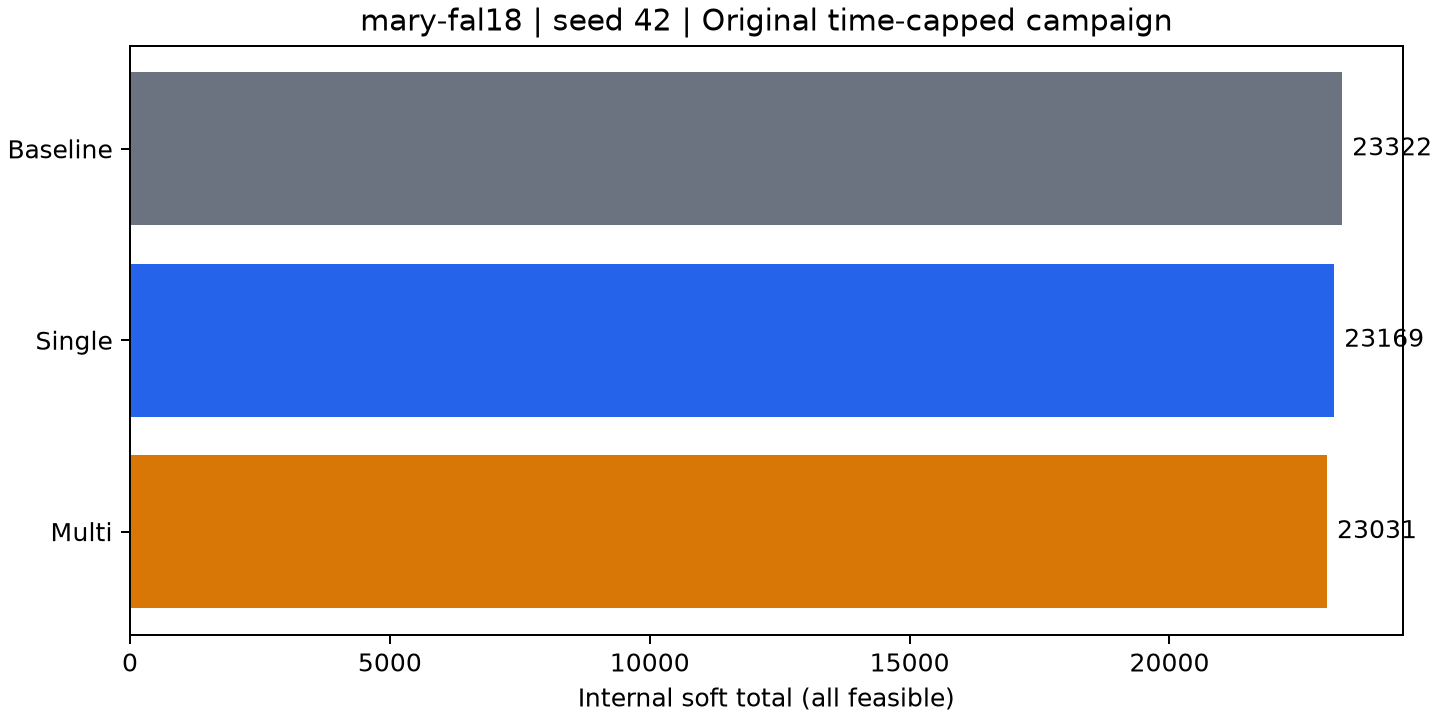 mary-fal18 | seed 42 | Original time-capped campaign
Baseline
23322
Single
23169
Multi
23031
0 5000 10000 15000 20000
Internal soft total (all feasible)